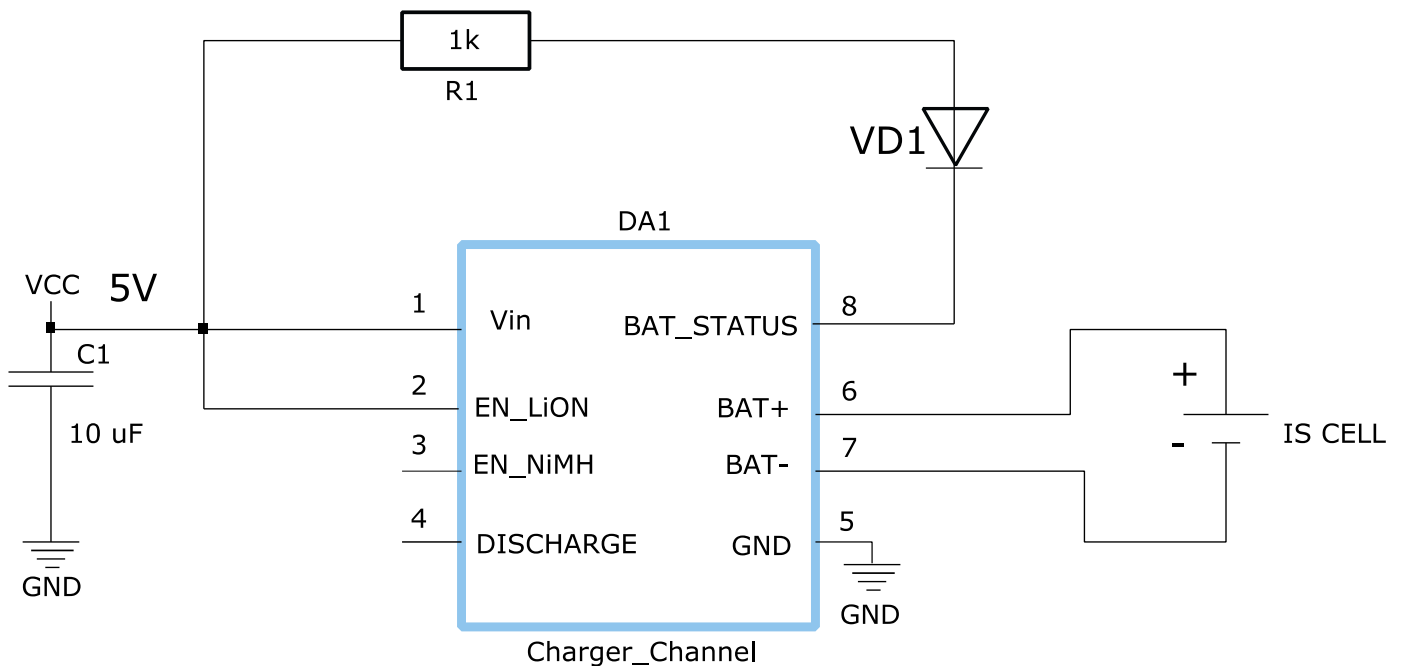 1k
R1
VD1
DA1
VCC
5V
C1
10 uF
GND
1
Vin
2
EN_LiON
3
EN_NiMH
4
DISCHARGE
8
BAT_STATUS
6
BAT+
7
BAT-
5
GND
GND
+
-
IS CELL
Charger_Channel